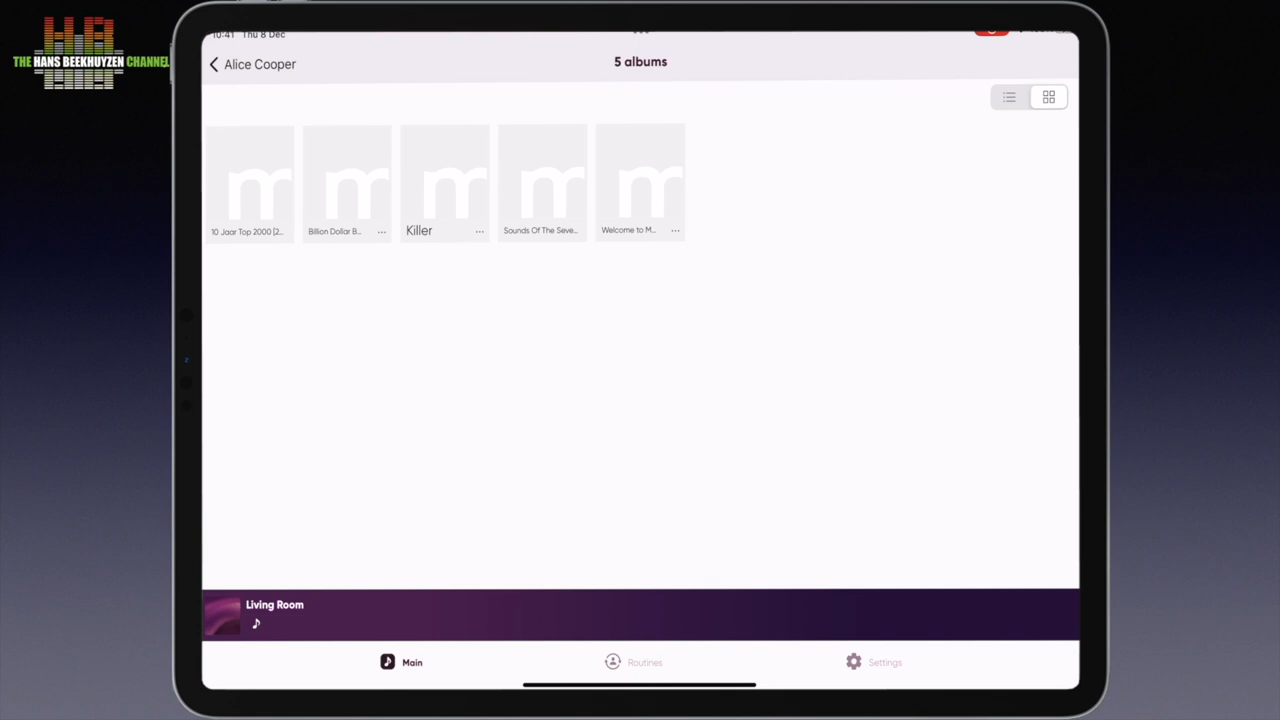 THE HANS BEEKHUYZEN CHANNEL
10:41 Thu 8 Dec
Alice Cooper
5 albums
m m m m m
10 Jaar Top 2000 [2...
Billion Dollar B...
Killer
Sounds Of The Seve...
Welcome to M...
Living Room
Main
Routines
Settings